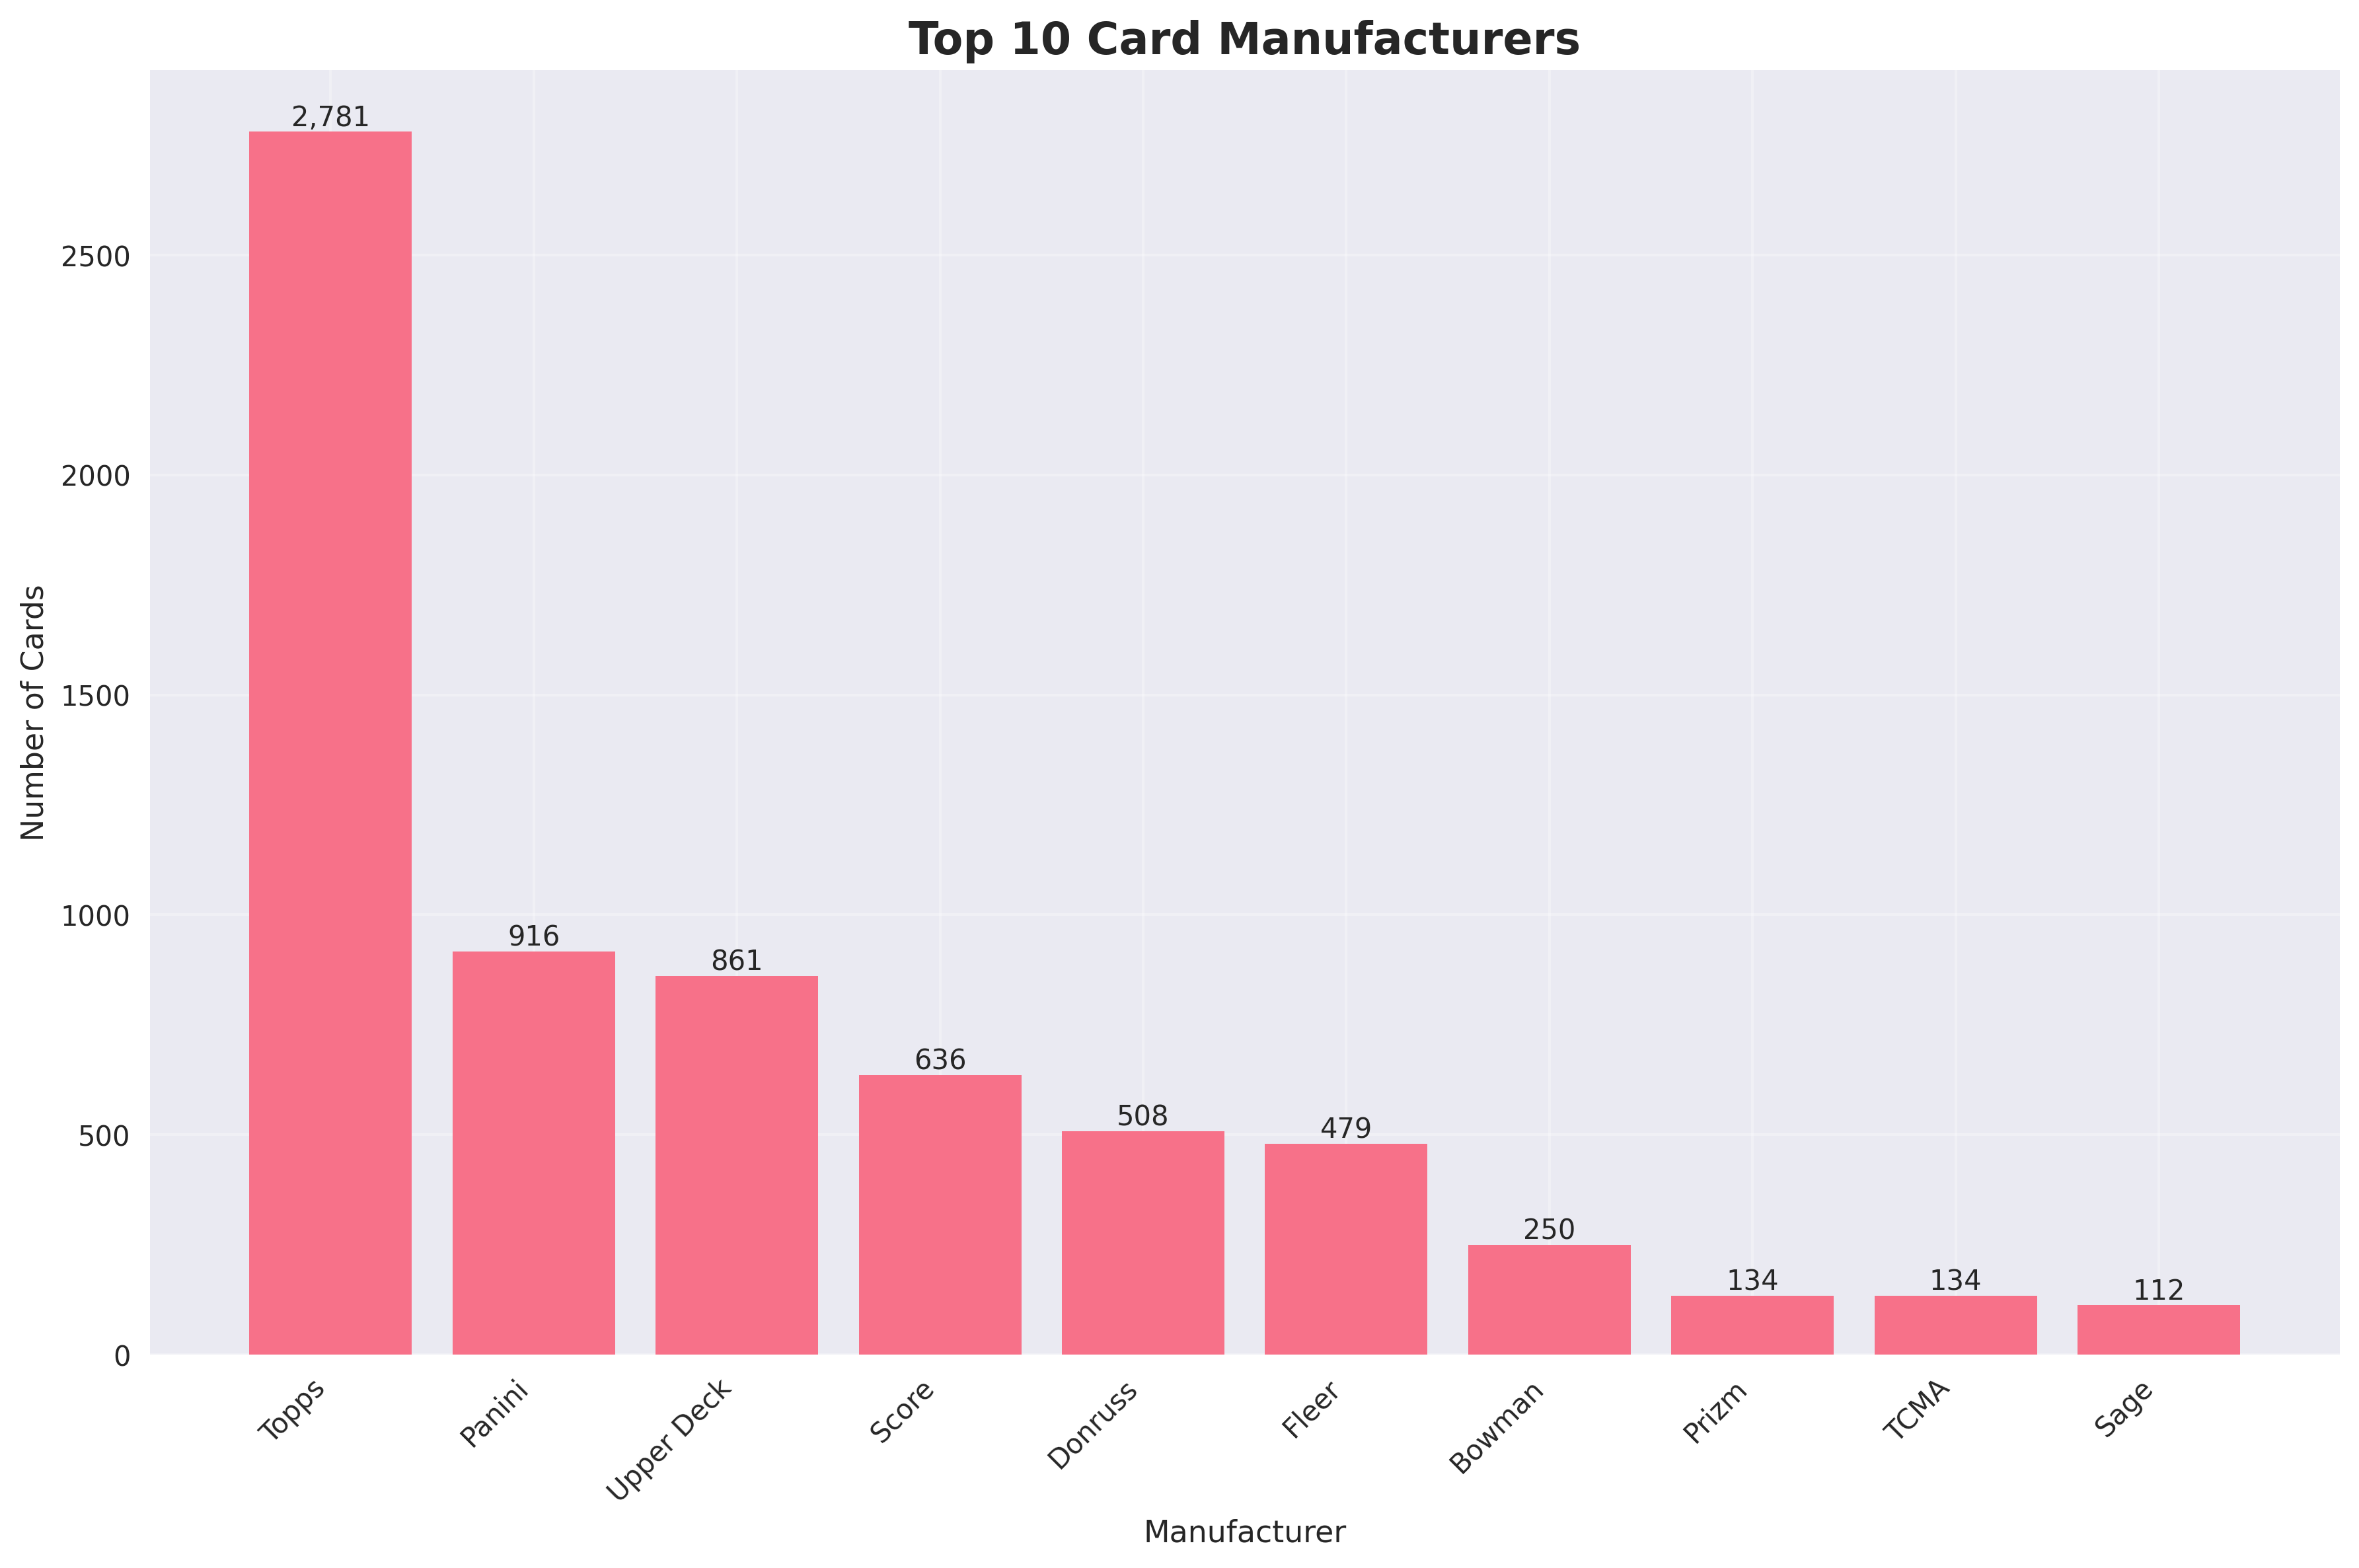 Top 10 Card Manufacturers
Number of Cards
2500
2000
1500
1000
500
0
2,781
916
861
636
508
479
250
134
134
112
Topps
Panini
Upper Deck
Score
Donruss
Fleer
Bowman
Prizm
TCMA
Sage
Manufacturer